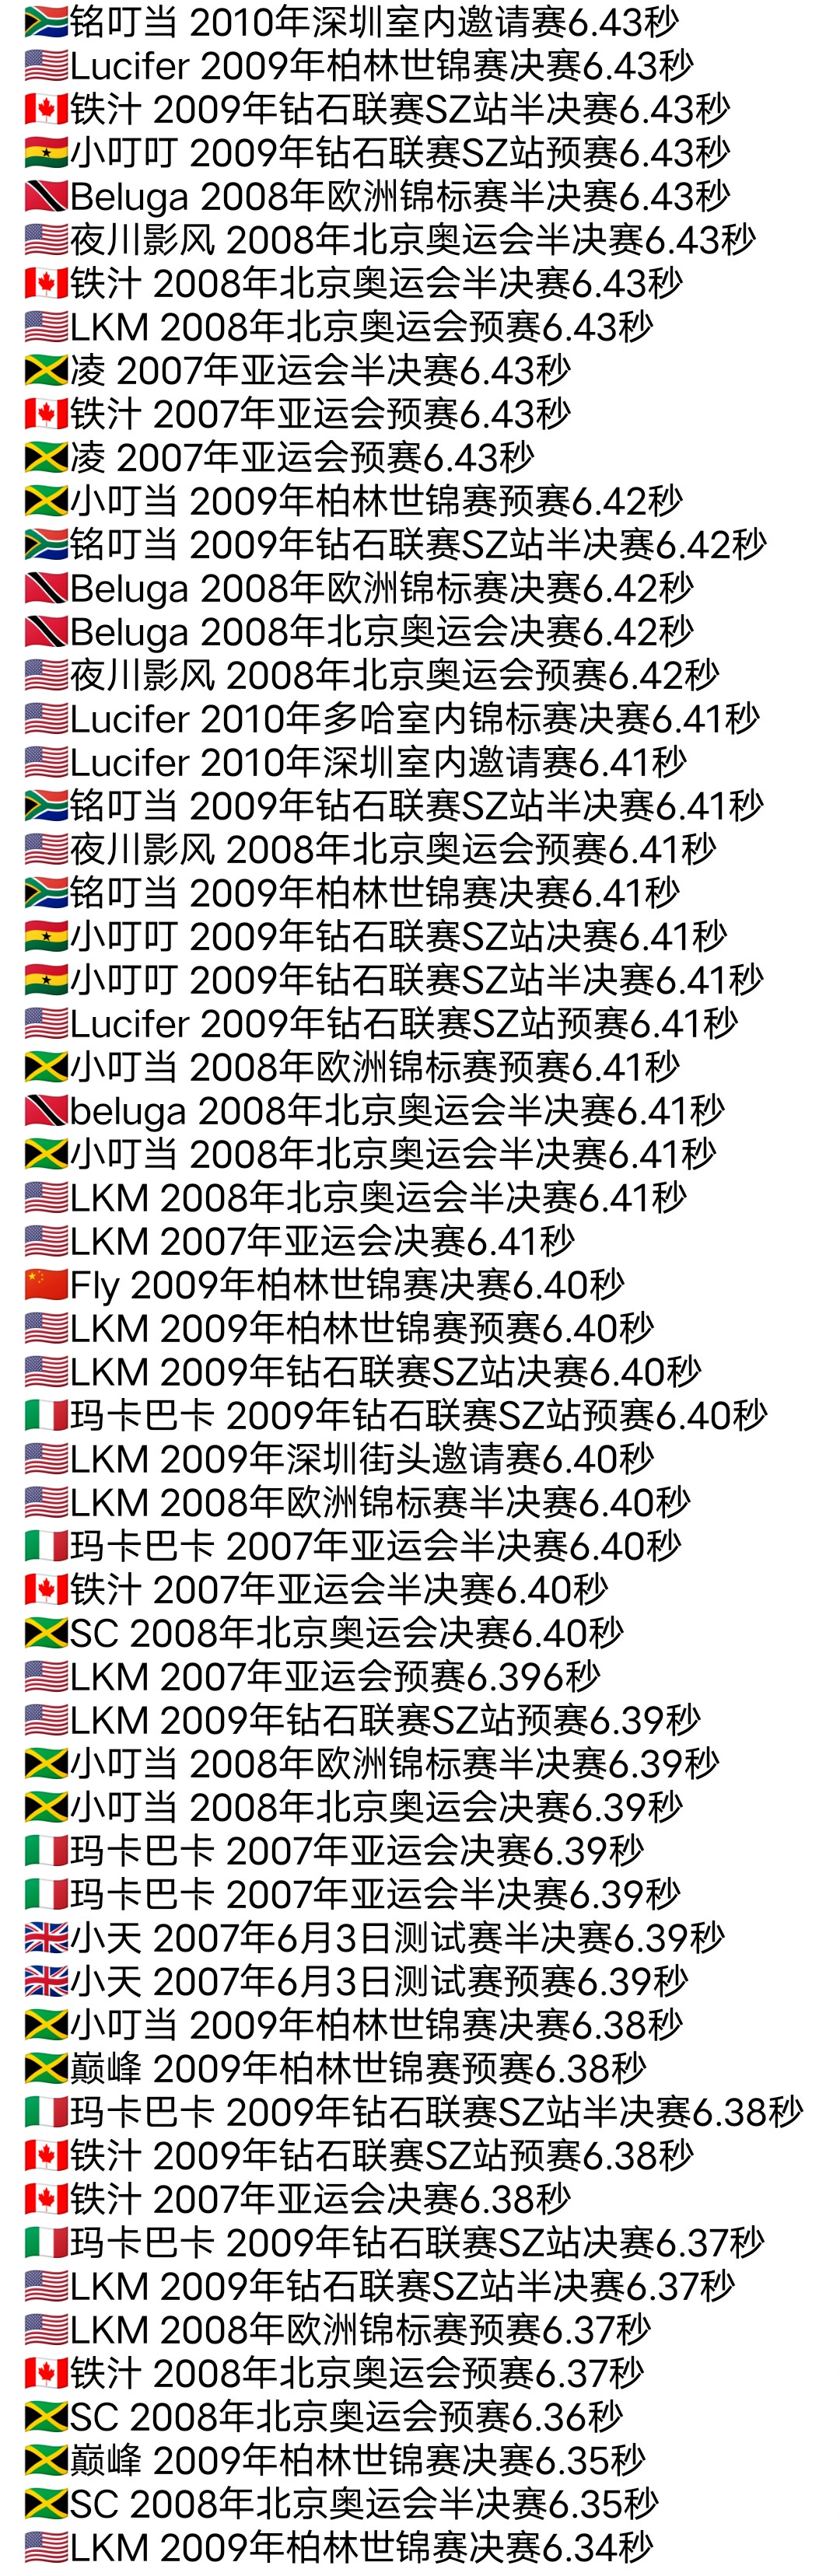 🇿🇦铭叮当 2010年深圳室内邀请赛6.43秒
🇺🇸Lucifer 2009年柏林世锦赛决赛6.43秒
🇨🇦铁汁 2009年钻石联赛SZ站半决赛6.43秒
🇬🇭小叮叮 2009年钻石联赛SZ站预赛6.43秒
🇹🇹Beluga 2008年欧洲锦标赛半决赛6.43秒
🇺🇸夜川影风 2008年北京奥运会半决赛6.43秒
🇨🇦铁汁 2008年北京奥运会半决赛6.43秒
🇺🇸LKM 2008年北京奥运会预赛6.43秒
🇯🇲凌 2007年亚运会半决赛6.43秒
🇨🇦铁汁 2007年亚运会预赛6.43秒
🇯🇲凌 2007年亚运会预赛6.43秒
🇯🇲小叮当 2009年柏林世锦赛预赛6.42秒
🇿🇦铭叮当 2009年钻石联赛SZ站半决赛6.42秒
🇹🇹Beluga 2008年欧洲锦标赛决赛6.42秒
🇹🇹Beluga 2008年北京奥运会决赛6.42秒
🇺🇸夜川影风 2008年北京奥运会预赛6.42秒
🇺🇸Lucifer 2010年多哈室内锦标赛决赛6.41秒
🇺🇸Lucifer 2010年深圳室内邀请赛6.41秒
🇿🇦铭叮当 2009年钻石联赛SZ站半决赛6.41秒
🇺🇸夜川影风 2008年北京奥运会预赛6.41秒
🇿🇦铭叮当 2009年柏林世锦赛决赛6.41秒
🇬🇭小叮叮 2009年钻石联赛SZ站决赛6.41秒
🇬🇭小叮叮 2009年钻石联赛SZ站半决赛6.41秒
🇺🇸Lucifer 2009年钻石联赛SZ站预赛6.41秒
🇯🇲小叮当 2008年欧洲锦标赛预赛6.41秒
🇹🇹beluga 2008年北京奥运会半决赛6.41秒
🇯🇲小叮当 2008年北京奥运会半决赛6.41秒
🇺🇸LKM 2008年北京奥运会半决赛6.41秒
🇺🇸LKM 2007年亚运会决赛6.41秒
🇨🇳Fly 2009年柏林世锦赛决赛6.40秒
🇺🇸LKM 2009年柏林世锦赛预赛6.40秒
🇺🇸LKM 2009年钻石联赛SZ站决赛6.40秒
🇮🇹玛卡巴卡 2009年钻石联赛SZ站预赛6.40秒
🇺🇸LKM 2009年深圳街头邀请赛6.40秒
🇺🇸LKM 2008年欧洲锦标赛半决赛6.40秒
🇮🇹玛卡巴卡 2007年亚运会半决赛6.40秒
🇨🇦铁汁 2007年亚运会半决赛6.40秒
🇯🇲SC 2008年北京奥运会决赛6.40秒
🇺🇸LKM 2007年亚运会预赛6.396秒
🇺🇸LKM 2009年钻石联赛SZ站预赛6.39秒
🇯🇲小叮当 2008年欧洲锦标赛半决赛6.39秒
🇯🇲小叮当 2008年北京奥运会决赛6.39秒
🇮🇹玛卡巴卡 2007年亚运会决赛6.39秒
🇮🇹玛卡巴卡 2007年亚运会半决赛6.39秒
🇬🇧小天 2007年6月3日测试赛半决赛6.39秒
🇬🇧小天 2007年6月3日测试赛预赛6.39秒
🇯🇲小叮当 2009年柏林世锦赛决赛6.38秒
🇯🇲巅峰 2009年柏林世锦赛预赛6.38秒
🇮🇹玛卡巴卡 2009年钻石联赛SZ站半决赛6.38秒
🇨🇦铁汁 2009年钻石联赛SZ站预赛6.38秒
🇨🇦铁汁 2007年亚运会决赛6.38秒
🇮🇹玛卡巴卡 2009年钻石联赛SZ站决赛6.37秒
🇺🇸LKM 2009年钻石联赛SZ站半决赛6.37秒
🇺🇸LKM 2008年欧洲锦标赛预赛6.37秒
🇨🇦铁汁 2008年北京奥运会预赛6.37秒
🇯🇲SC 2008年北京奥运会预赛6.36秒
🇯🇲巅峰 2009年柏林世锦赛决赛6.35秒
🇯🇲SC 2008年北京奥运会半决赛6.35秒
🇺🇸LKM 2009年柏林世锦赛决赛6.34秒